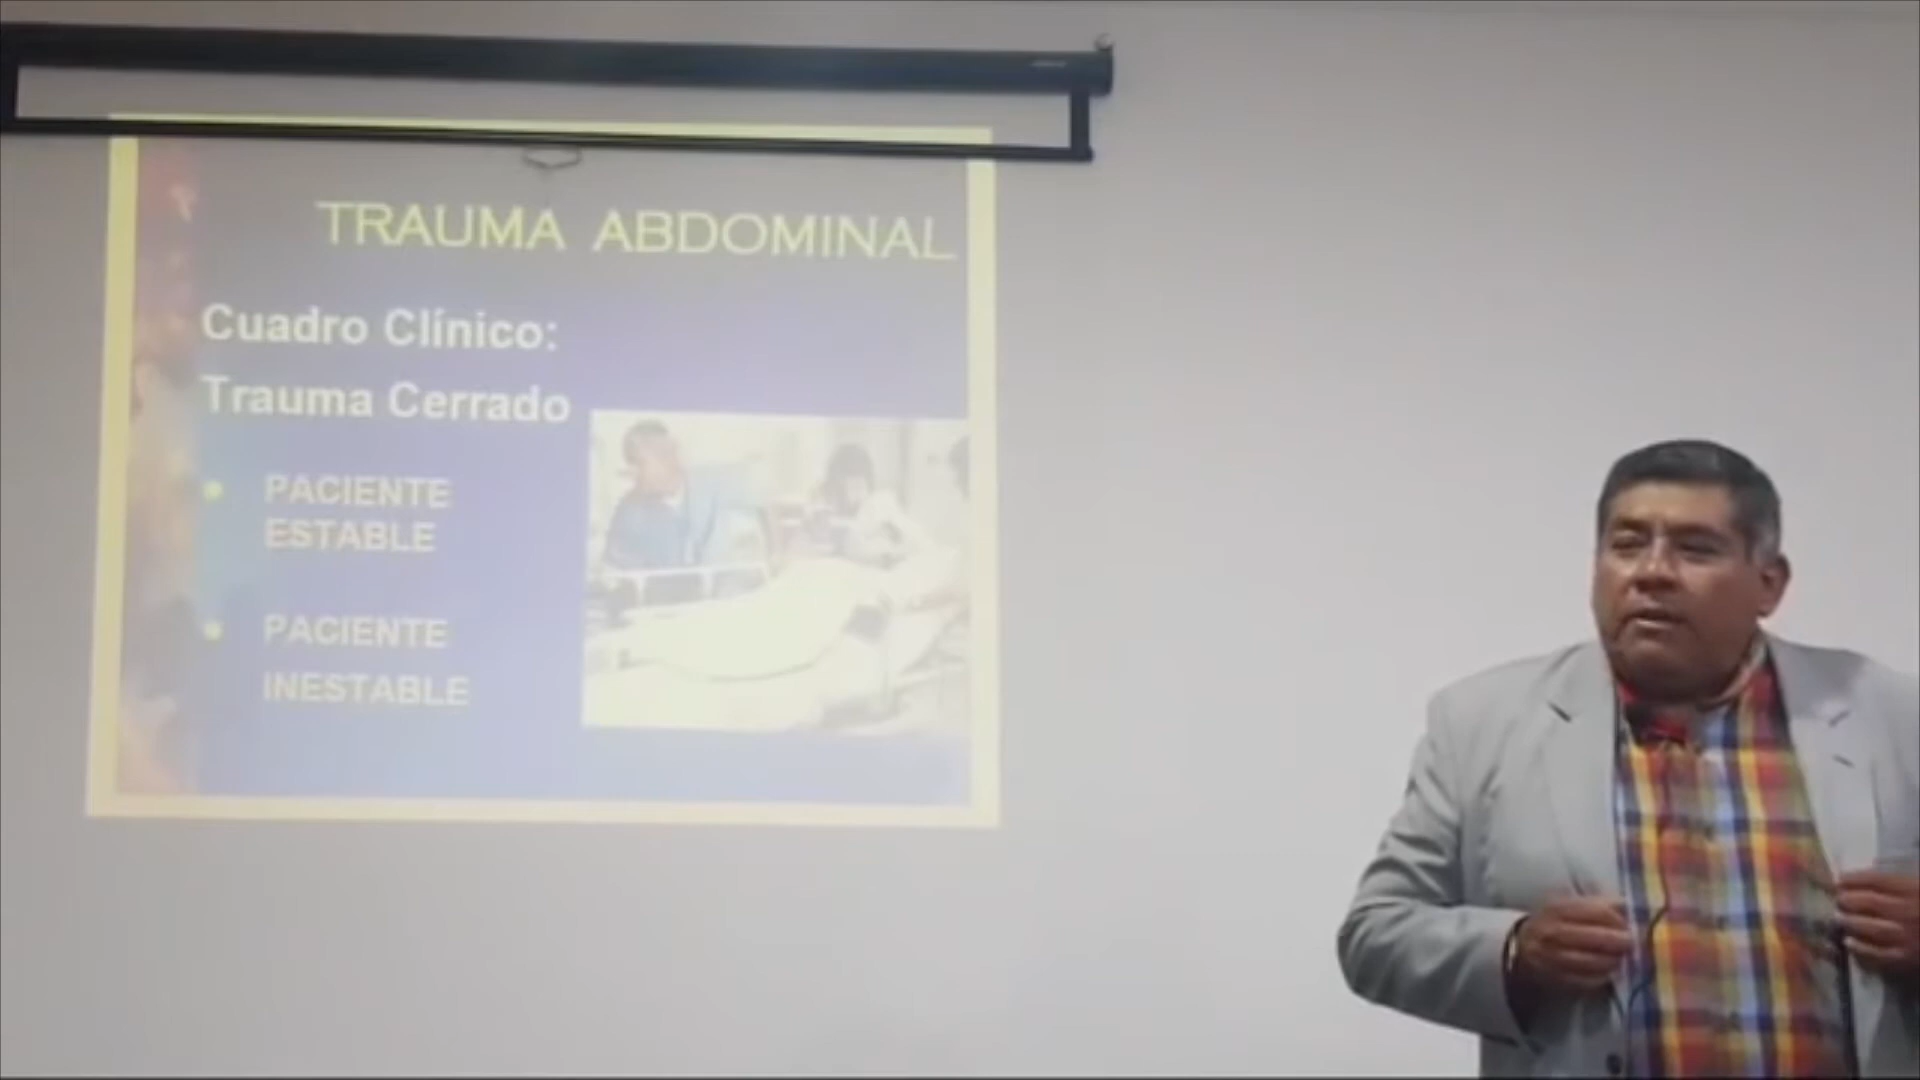 TRAUMA ABDOMINAL
Cuadro Clínico:
Trauma Cerrado
PACIENTE
ESTABLE
PACIENTE
INESTABLE